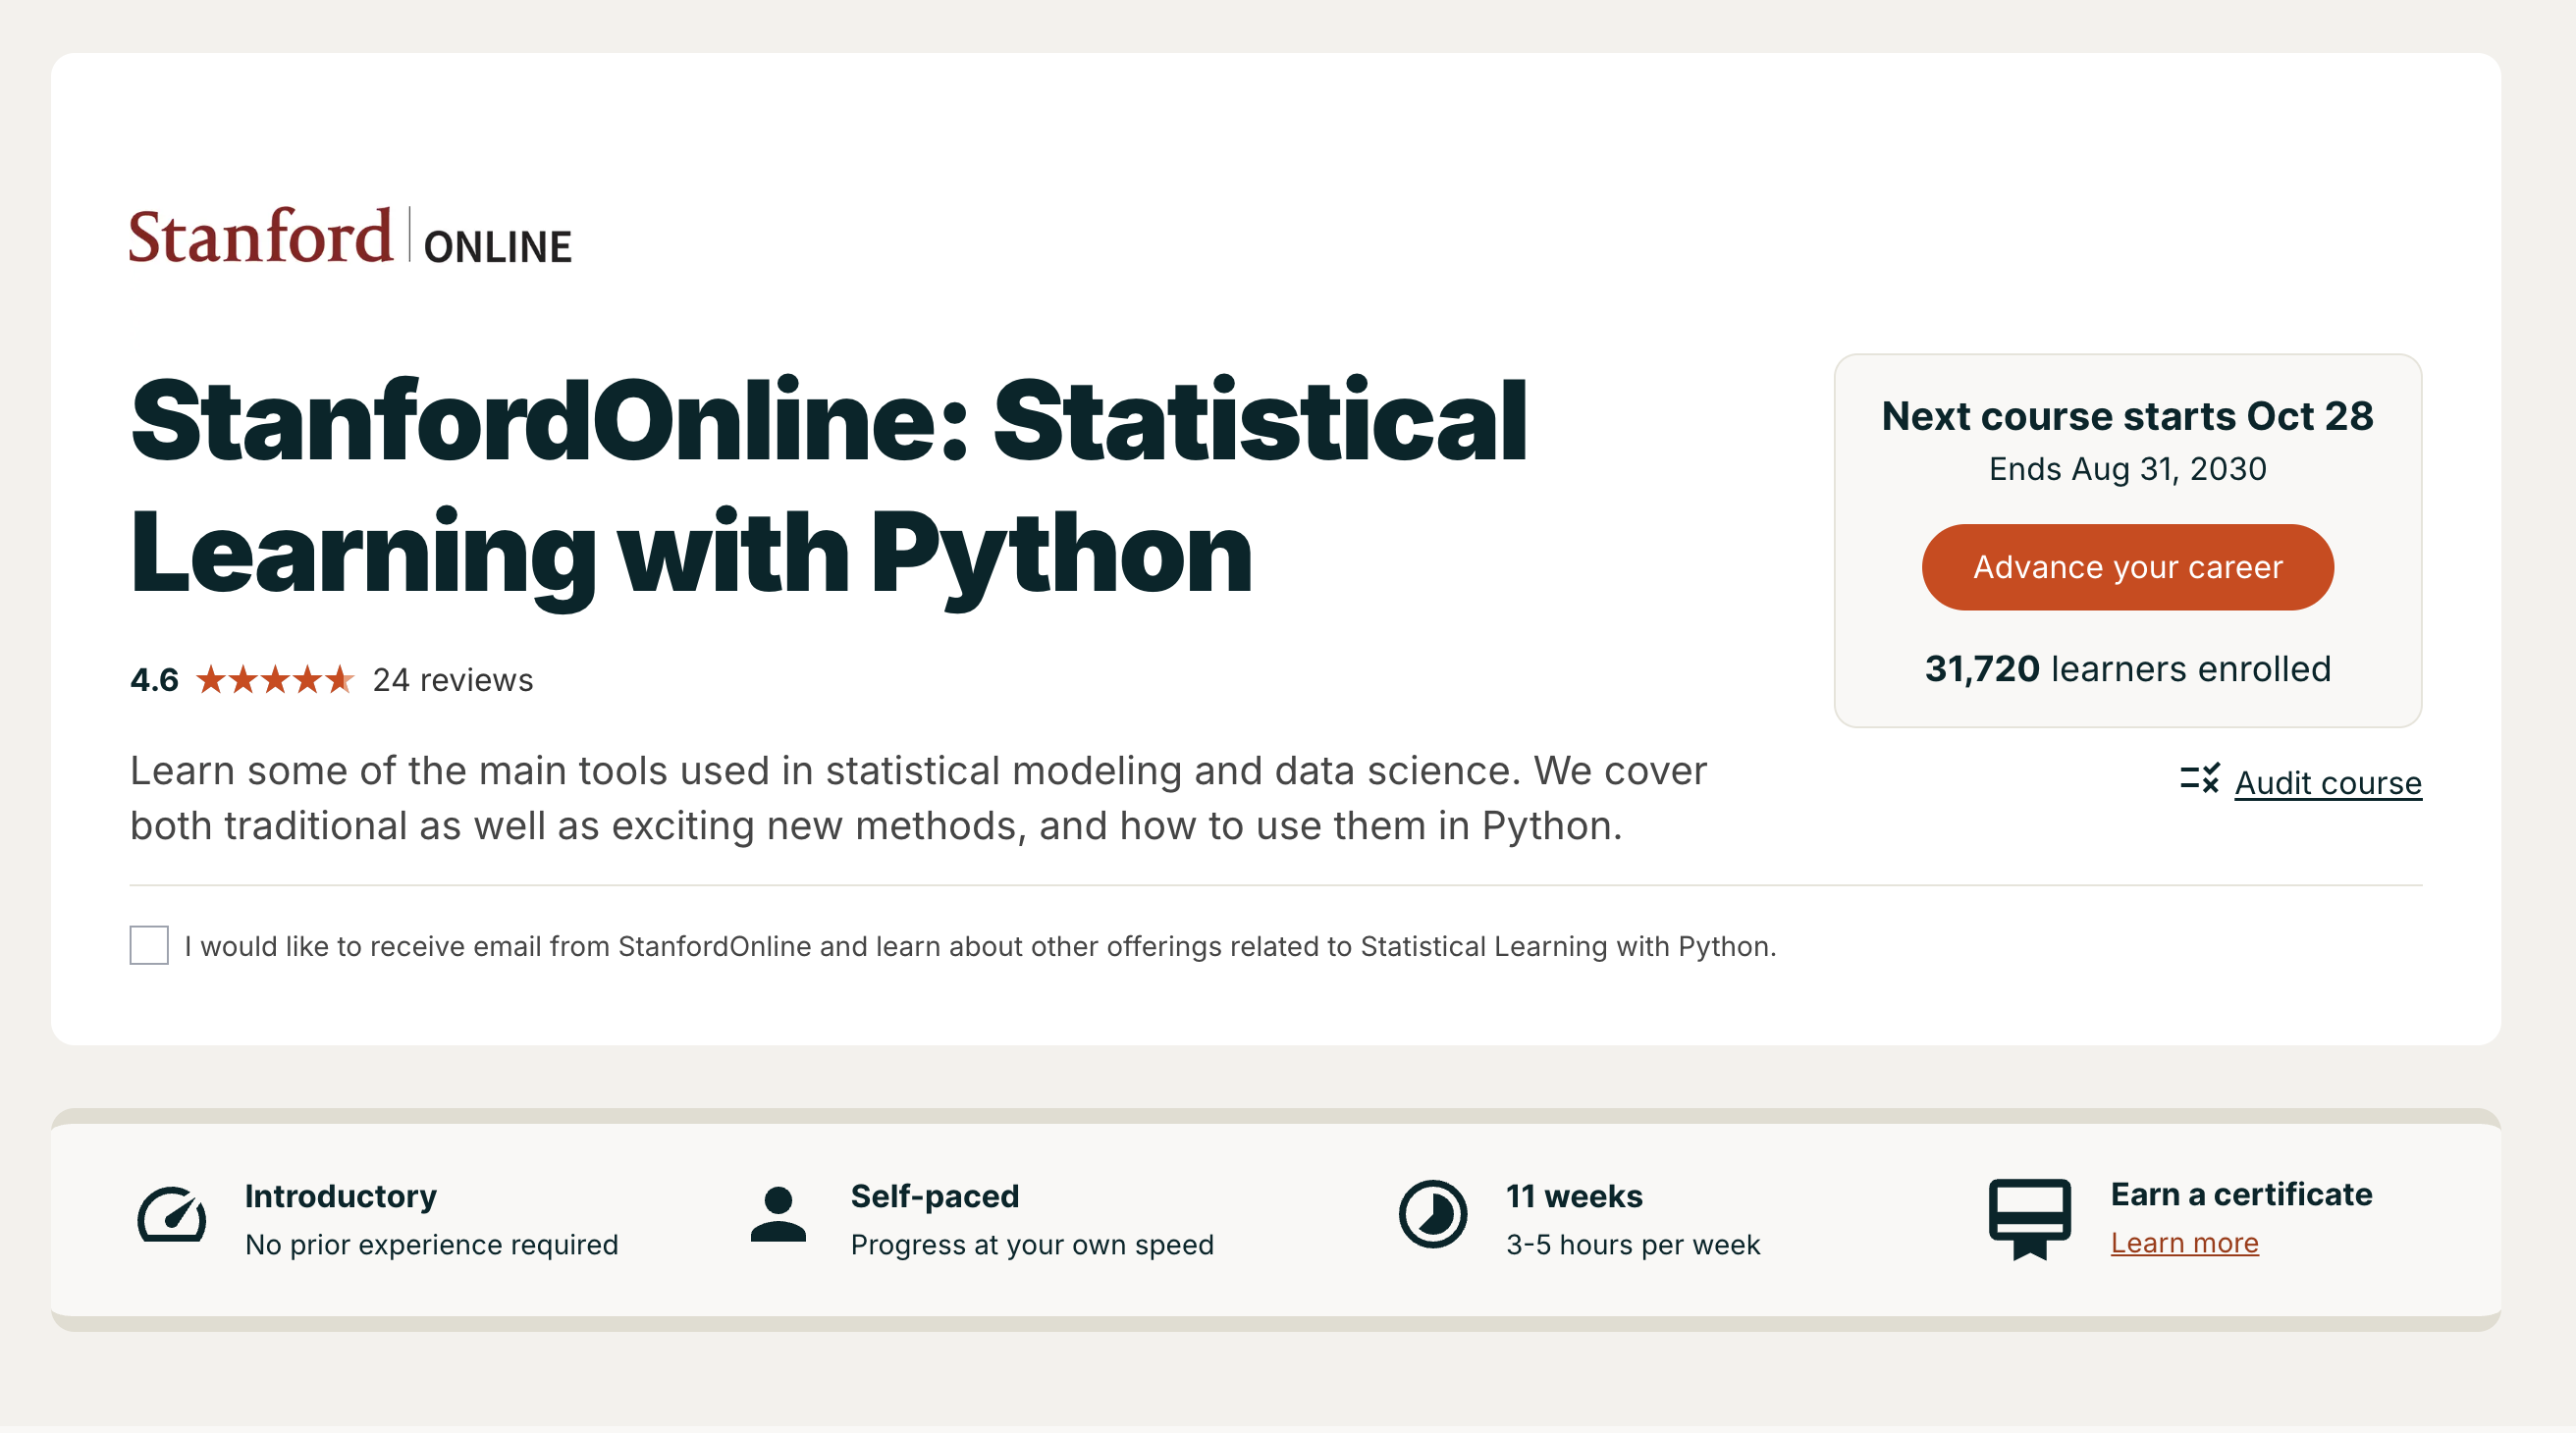 Stanford | ONLINE
StanfordOnline: Statistical
Learning with Python
4.6 ★★★★★ 24 reviews
Learn some of the main tools used in statistical modeling and data science. We cover
both traditional as well as exciting new methods, and how to use them in Python.
Next course starts Oct 28
Ends Aug 31, 2030
Advance your career
31,720 learners enrolled
Audit course
I would like to receive email from StanfordOnline and learn about other offerings related to Statistical Learning with Python.
Introductory
No prior experience required
Self-paced
Progress at your own speed
11 weeks
3-5 hours per week
Earn a certificate
Learn more